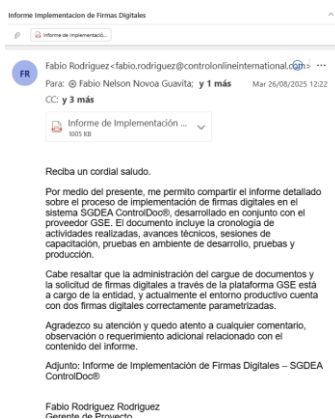 Informe Implementacion de Firmas Digitales
Informe de Implementació...
FR
Fabio Rodriguez<fabio.rodriguez@controlonlineinternational.com>
Para: Fabio Nelson Novoa Guavita; y 1 más
Mar 26/08/2025 12:22
CC: y 3 más
Informe de Implementación ...
1005 KB
Reciba un cordial saludo.
Por medio del presente, me permito compartir el informe detallado
sobre el proceso de implementación de firmas digitales en el
sistema SGDEA ControlDoc®, desarrollado en conjunto con el
proveedor GSE. El documento incluye la cronología de
actividades realizadas, avances técnicos, sesiones de
capacitación, pruebas en ambiente de desarrollo, pruebas y
producción.
Cabe resaltar que la administración del cargue de documentos y
la solicitud de firmas digitales a través de la plataforma GSE está
a cargo de la entidad, y actualmente el entorno productivo cuenta
con dos firmas digitales correctamente parametrizadas.
Agradezco su atención y quedo atento a cualquier comentario,
observación o requerimiento adicional relacionado con el
contenido del informe.
Adjunto: Informe de Implementación de Firmas Digitales – SGDEA
ControlDoc®
Fabio Rodriguez Rodriguez
Gerente de Proyecto